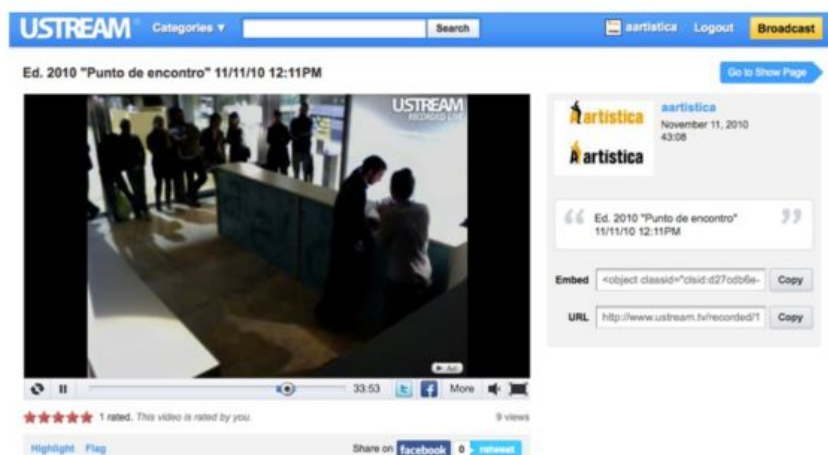 USTREAM Categories ▼ Search aartistica Logout Broadcast
Ed. 2010 "Punto de encontro" 11/11/10 12:11PM
Go to Show Page
USTREAM
RECORDED LIVE
Aartística
aartistica
November 11, 2010
43:08
Aartística
Ed. 2010 "Punto de encontro"
11/11/10 12:11PM
Embed <object classid="clsid:d27cdb6e- Copy
URL http://www.ustream.tv/recorded/1 Copy
Ad
33:53 t f More
1 rated. This video is rated by you. 9 views
Highlight Flag Share on facebook 0 retweet